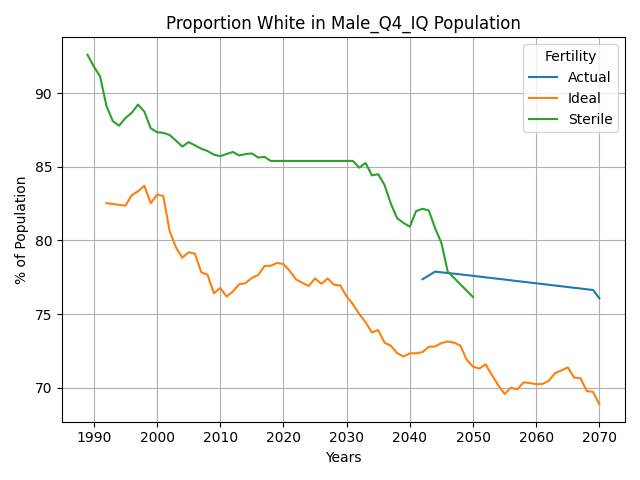 Proportion White in Male_Q4_IQ Population
Fertility
Actual
Ideal
Sterile
% of Population
90
85
80
75
70
1990 2000 2010 2020 2030 2040 2050 2060 2070
Years